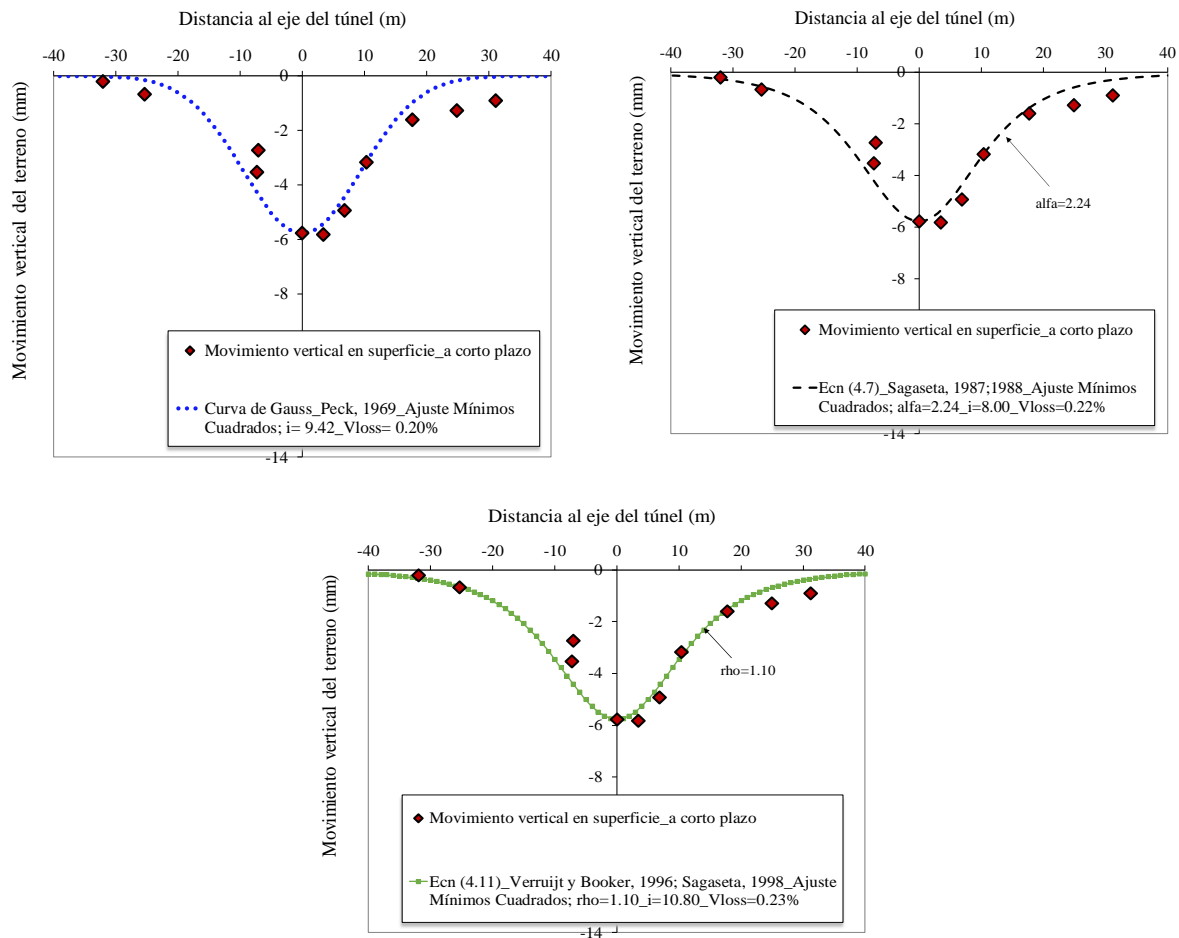 Distancia al eje del túnel (m)
-40 -30 -20 -10 0 10 20 30 40
0
-2
-4
-6
-8
-14
Movimiento vertical del terreno (mm)
Movimiento vertical en superficie_a corto plazo
Curva de Gauss_Peck, 1969_Ajuste Mínimos
Cuadrados; i= 9.42_Vloss= 0.20%
Distancia al eje del túnel (m)
-40 -30 -20 -10 0 10 20 30 40
0
-2
-4
-6
-8
-14
Movimiento vertical del terreno (mm)
alfa=2.24
Movimiento vertical en superficie_a corto plazo
Ecn (4.7)_Sagaseta, 1987;1988_Ajuste Mínimos
Cuadrados; alfa=2.24_i=8.00_Vloss=0.22%
Distancia al eje del túnel (m)
-40 -30 -20 -10 0 10 20 30 40
0
-2
-4
-6
-8
-14
Movimiento vertical del terreno (mm)
rho=1.10
Movimiento vertical en superficie_a corto plazo
Ecn (4.11)_Verruijt y Booker, 1996; Sagaseta, 1998_Ajuste
Mínimos Cuadrados; rho=1.10_i=10.80_Vloss=0.23%